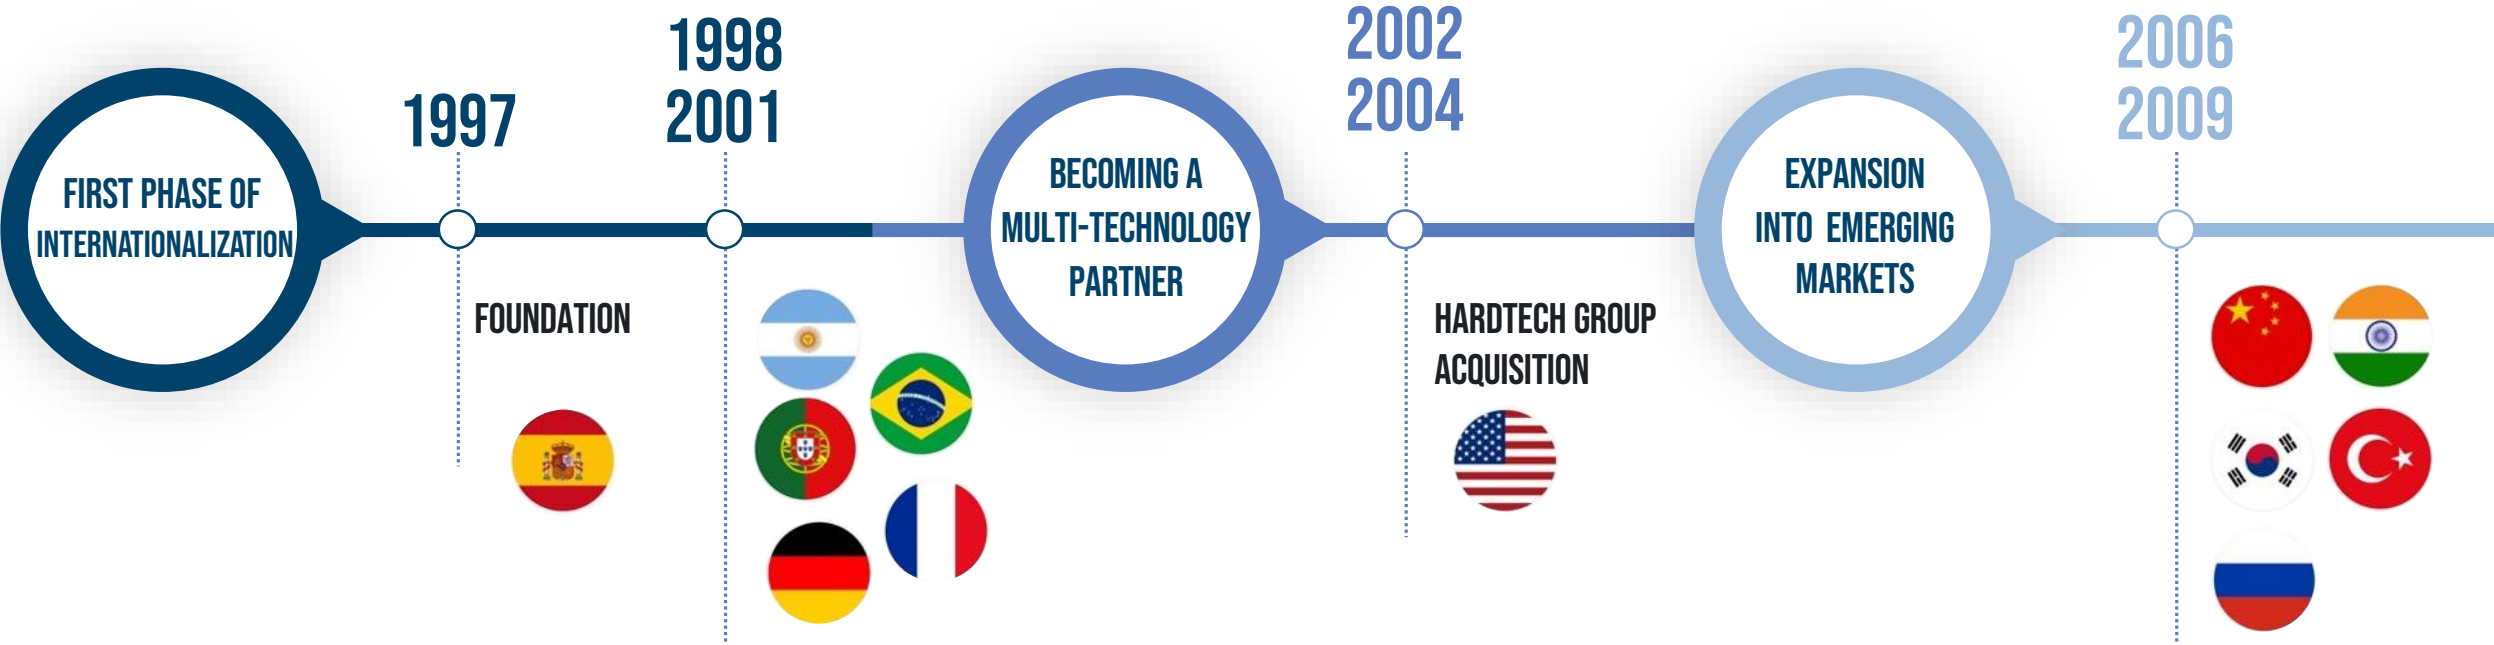 FIRST PHASE OF
INTERNATIONALIZATION
1997
FOUNDATION
1998
2001
BECOMING A
MULTI-TECHNOLOGY
PARTNER
2002
2004
HARDTECH GROUP
ACQUISITION
EXPANSION
INTO EMERGING
MARKETS
2006
2009